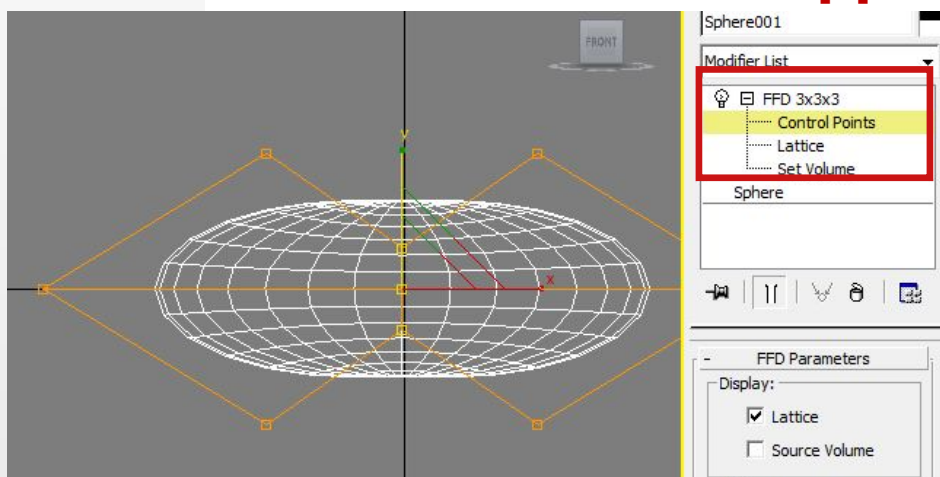 Sphere001
FRONT
Modifier List
FFD 3x3x3
Control Points
Lattice
Set Volume
Sphere
y
x
- FFD Parameters
Display:
Lattice
Source Volume